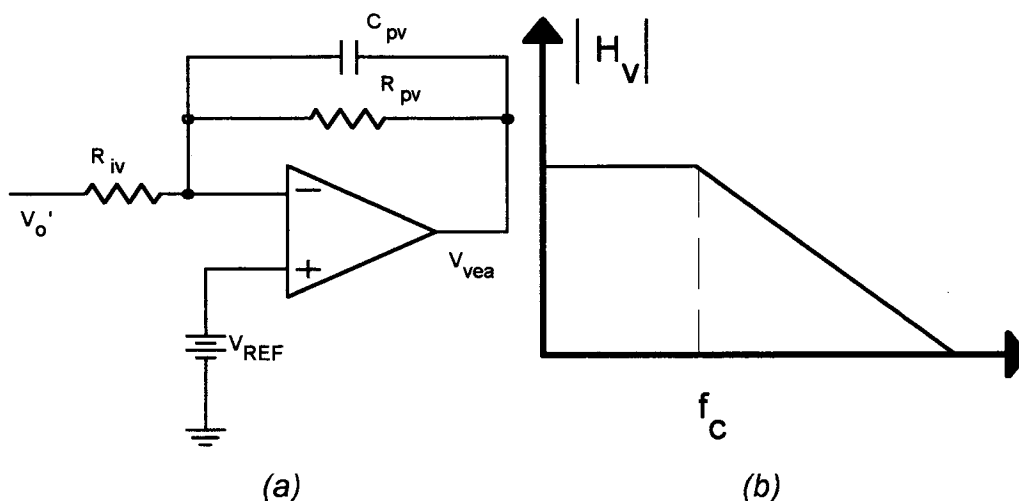 C pv
R pv
R iv
V o '
−
+
V vea
V REF
(a)
| H v |
f c
(b)